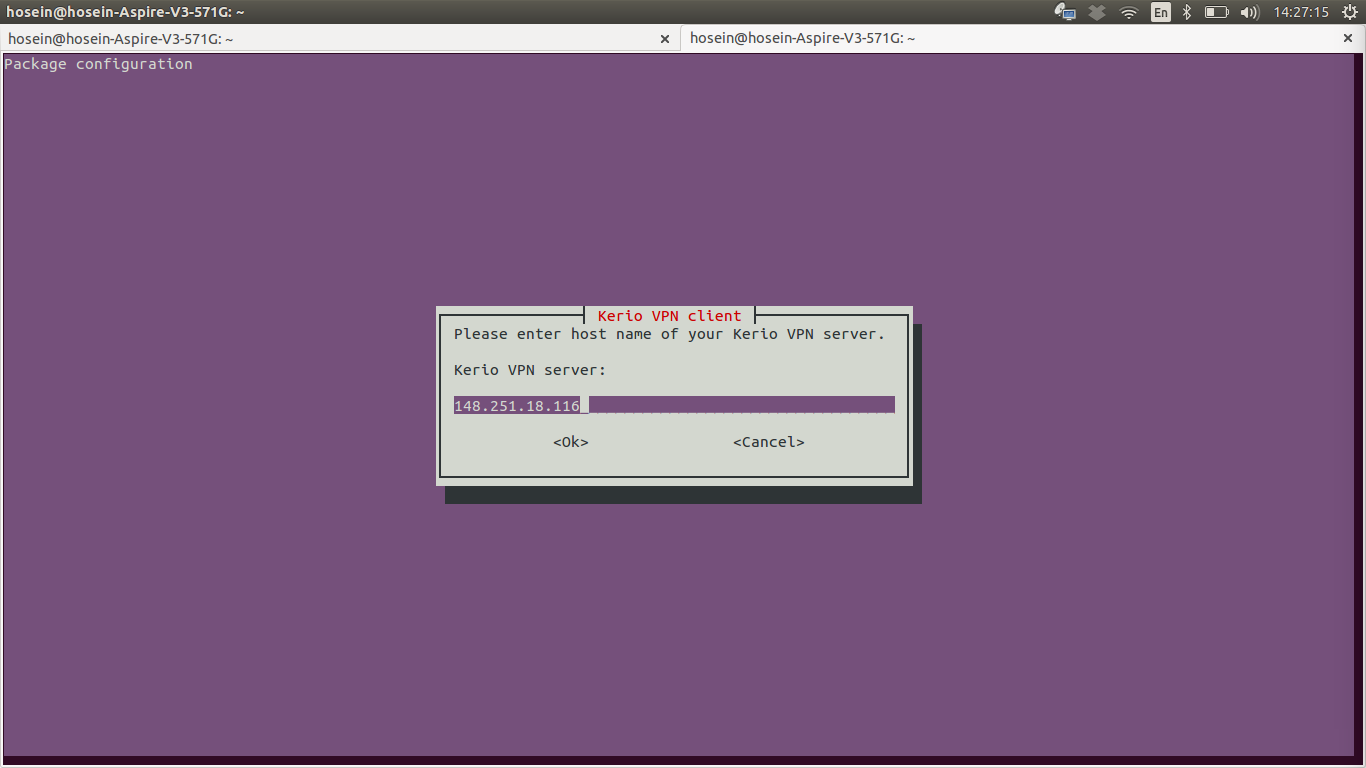 hosein@hosein-Aspire-V3-571G: ~
En
14:27:15
hosein@hosein-Aspire-V3-571G: ~ ×
hosein@hosein-Aspire-V3-571G: ~ ×
Package configuration
Kerio VPN client
Please enter host name of your Kerio VPN server.
Kerio VPN server:
148.251.18.116
<Ok> <Cancel>